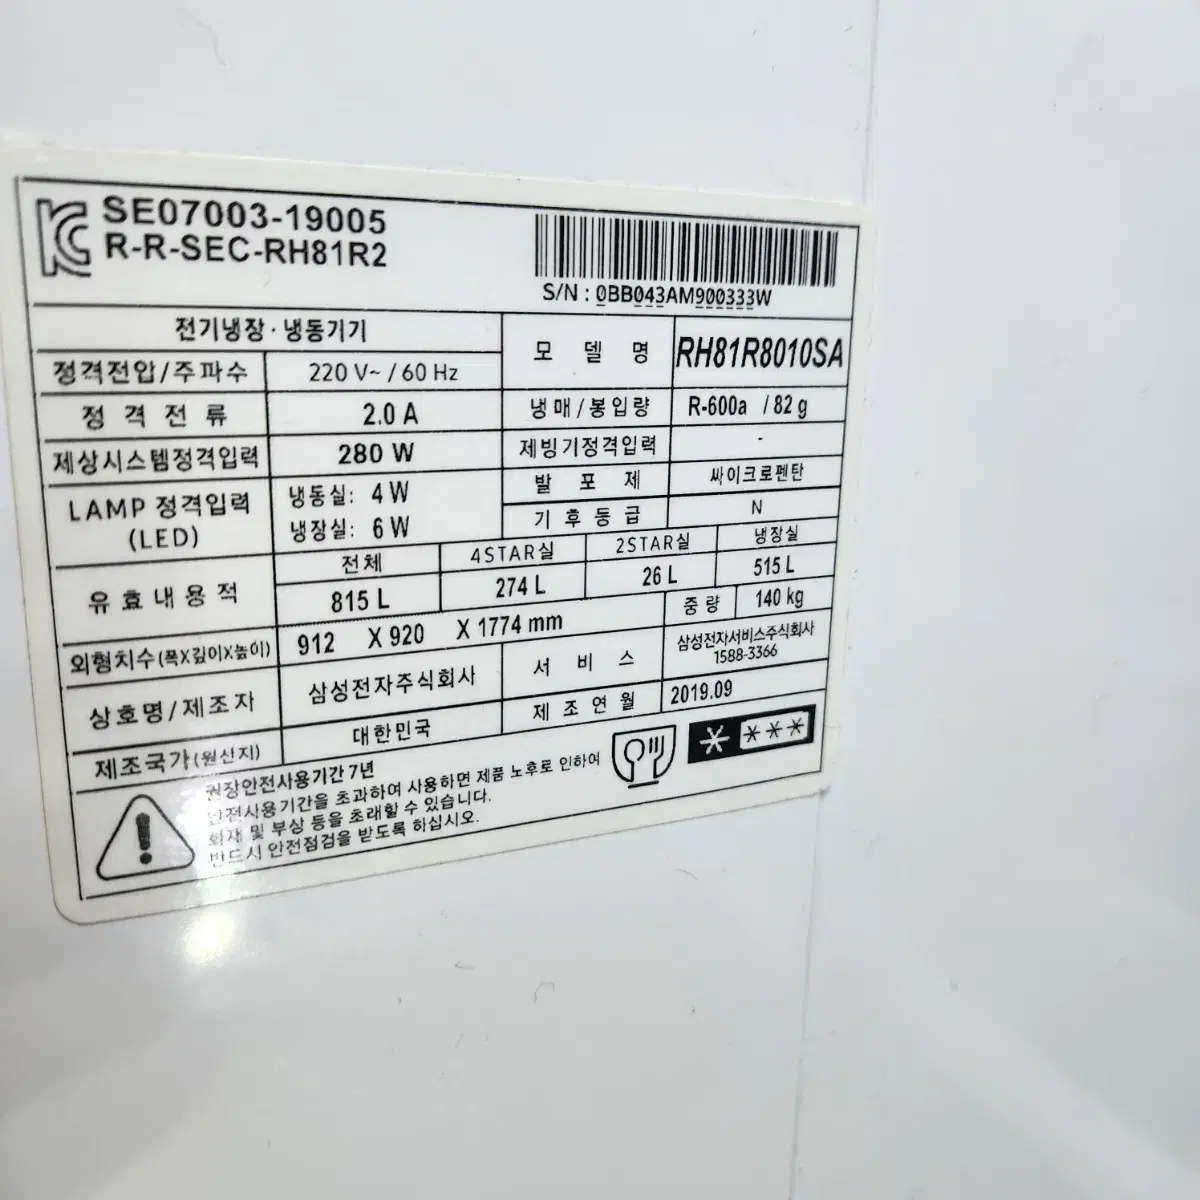 SE07003-19005
R-R-SEC-RH81R2
S/N : 0BB043AM900333W
전기냉장·냉동기기
모 델 명 RH81R8010SA
정격전압/주파수 220 V~ / 60 Hz
정 격 전 류 2.0 A
냉매/봉입량 R-600a / 82 g
제상시스템정격입력 280 W
제빙기정격입력 -
LAMP 정격입력
(LED)
냉동실: 4 W
냉장실: 6 W
발 포 제 싸이크로펜탄
기 후 등 급 N
유 효 내 용 적
전체 4STAR실 2STAR실 냉장실
815 L 274 L 26 L 515 L
외형치수(폭X깊이X높이) 912 X 920 X 1774 mm
중 량 140 kg
상호명/제조자 삼성전자주식회사
서 비 스 삼성전자서비스주식회사
1588-3366
제조국가(원산지) 대한민국
제 조 연 월 2019.09
권장안전사용기간 7년
안전사용기간을 초과하여 사용하면 제품 노후로 인하여
화재 및 부상 등을 초래할 수 있습니다.
반드시 안전점검을 받도록 하십시오.